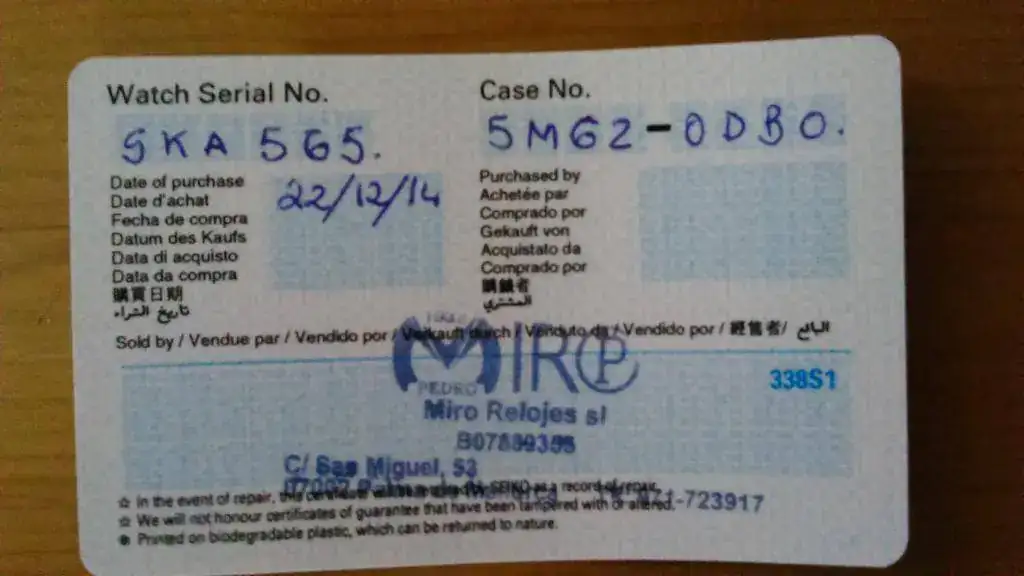 Watch Serial No.
SKA 565.
Case No.
5M62-0DB0.
Date of purchase
Date d'achat
Fecha de compra
Datum des Kaufs
Data di acquisto
Data da compra
購買日期
تاريخ الشراء
22/12/14
Purchased by
Achetée par
Comprado por
Gekauft von
Acquistato da
Comprado por
購買者
المشتري
Sold by / Vendue par / Vendido por / Verkauft durch / Venduto da / Vendido por / 經售者/ البائع
MIRO P
PEDRO
338S1
Miro Relojes sl
C/ San Miguel, 53
-723917
☆ In the event of repair, this certificate as a record of repair.
☆ We will not honour certificates of guarantee that have been tampered with or altered.
● Printed on biodegradable plastic, which can be returned to nature.